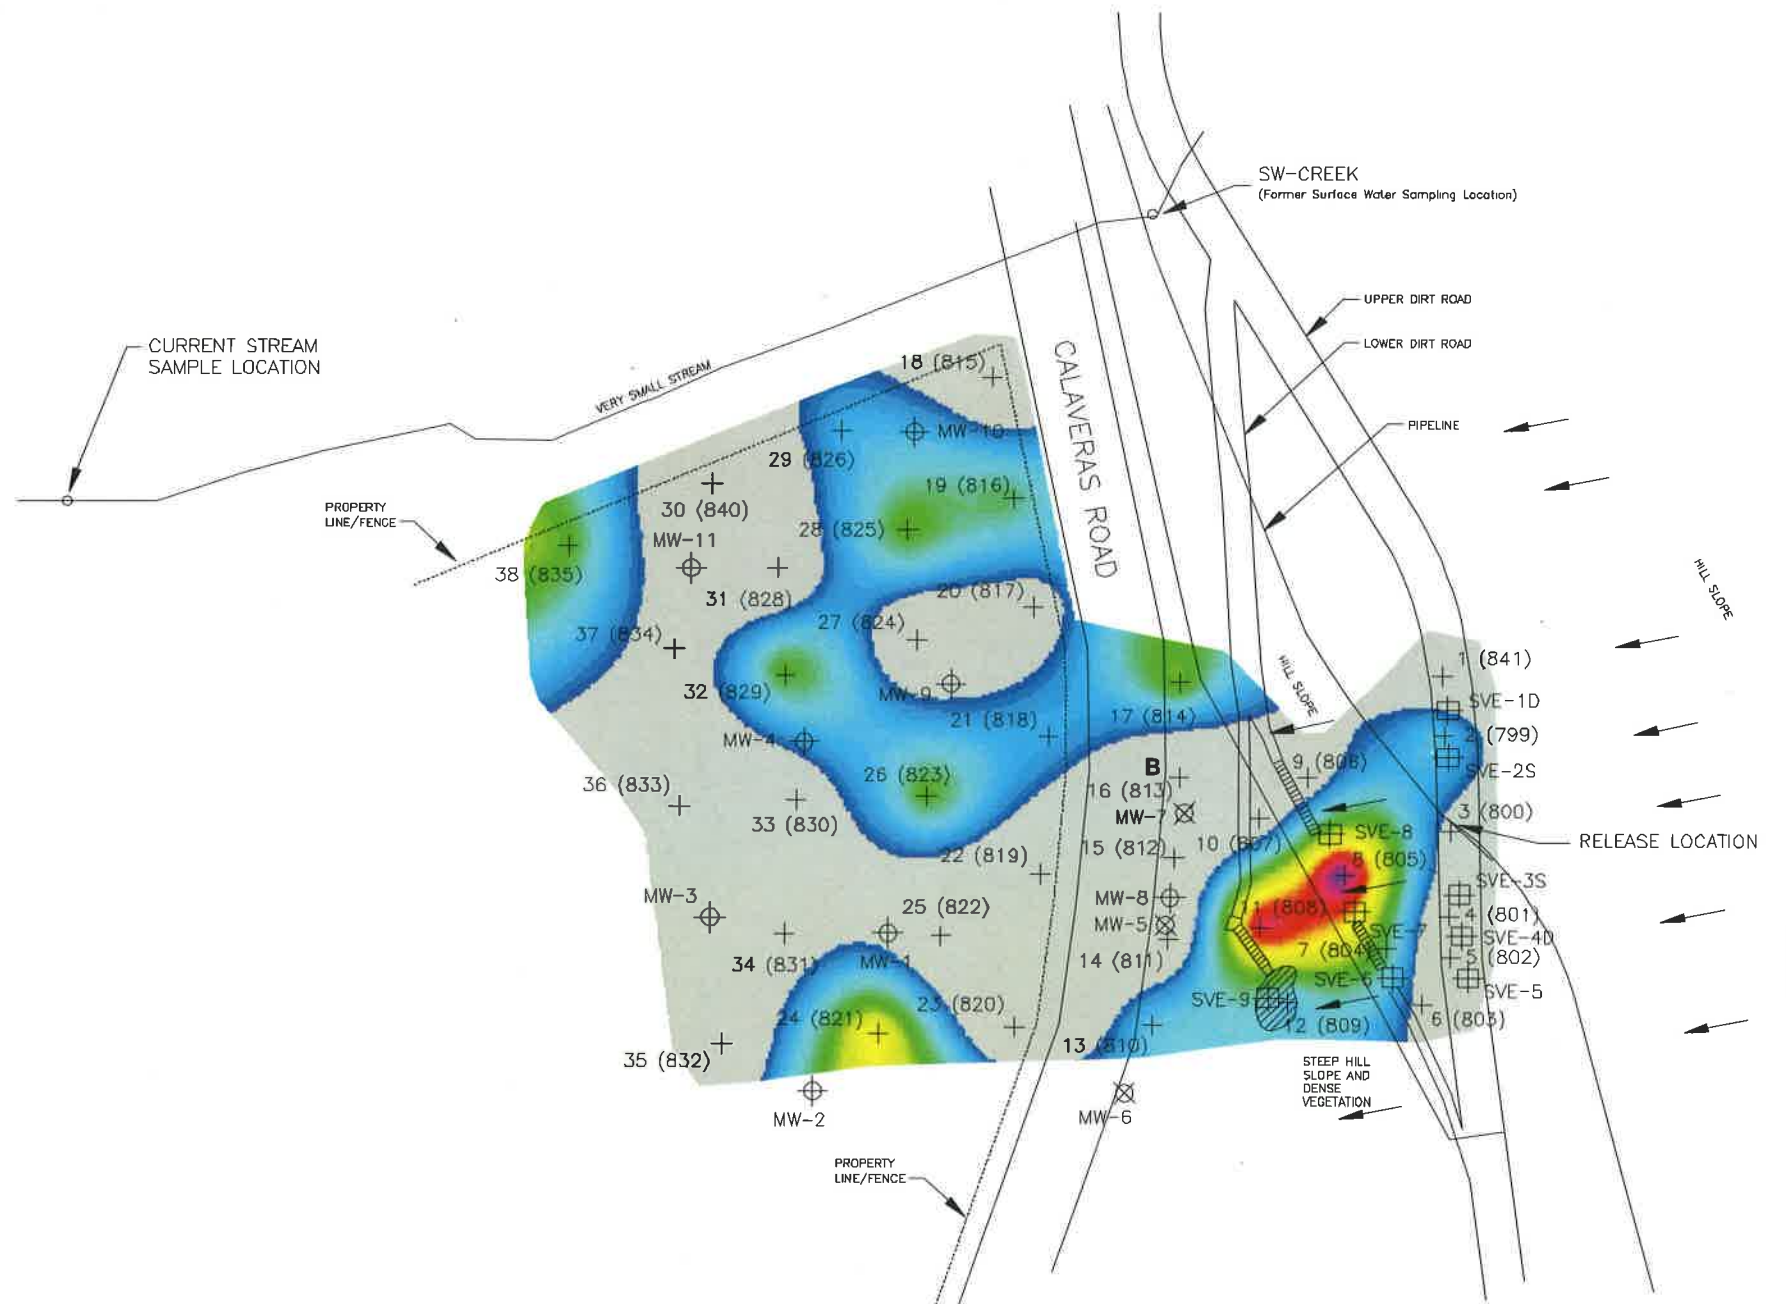 SW-CREEK
(Former Surface Water Sampling Location)
UPPER DIRT ROAD
LOWER DIRT ROAD
CURRENT STREAM
SAMPLE LOCATION
VERY SMALL STREAM
CALAVERAS ROAD
18 (815)
PIPELINE
MW-10
29 (826)
19 (816)
30 (840)
PROPERTY
LINE/FENCE
28 (825)
MW-11
38 (835)
HILL SLOPE
31 (828)
20 (817)
27 (824)
37 (834)
1 (841)
HILL SLOPE
32 (829)
MW-9
SVE-1D
21 (818)
17 (814)
MW-4
2 (799)
B
9 (806)
SVE-2S
26 (823)
36 (833)
16 (813)
3 (800)
MW-7
33 (830)
SVE-8
RELEASE LOCATION
15 (812)
10 (807)
22 (819)
8 (805)
SVE-3S
MW-3
MW-8
25 (822)
11 (808)
4 (801)
MW-5
SVE-7
SVE-4D
7 (804)
34 (831)
MW-1
14 (811)
5 (802)
SVE-6
SVE-5
SVE-9
23 (820)
24 (821)
12 (809)
6 (803)
13 (810)
35 (832)
STEEP HILL
SLOPE AND
DENSE
VEGETATION
MW-2
MW-6
PROPERTY
LINE/FENCE